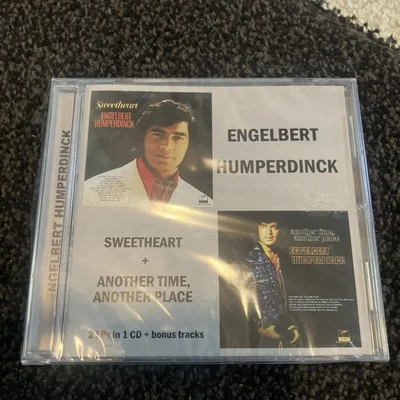 ENGELBERT HUMPERDINCK
Sweetheart
ENGELBERT
HUMPERDINCK
ENGELBERT
HUMPERDINCK
SWEETHEART
+
ANOTHER TIME,
ANOTHER PLACE
2 LPs in 1 CD + bonus tracks
another time,
another place
ENGELBERT
HUMPERDINCK